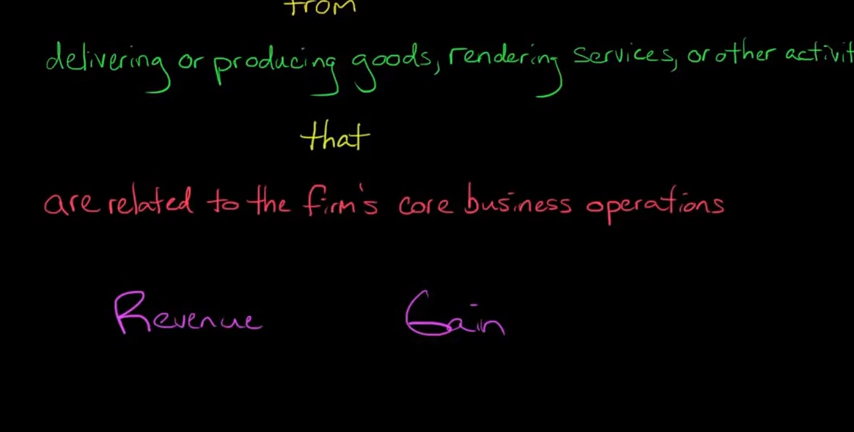 from
delivering or producing goods, rendering services, or other activit
that
are related to the firm's core business operations
Revenue Gain